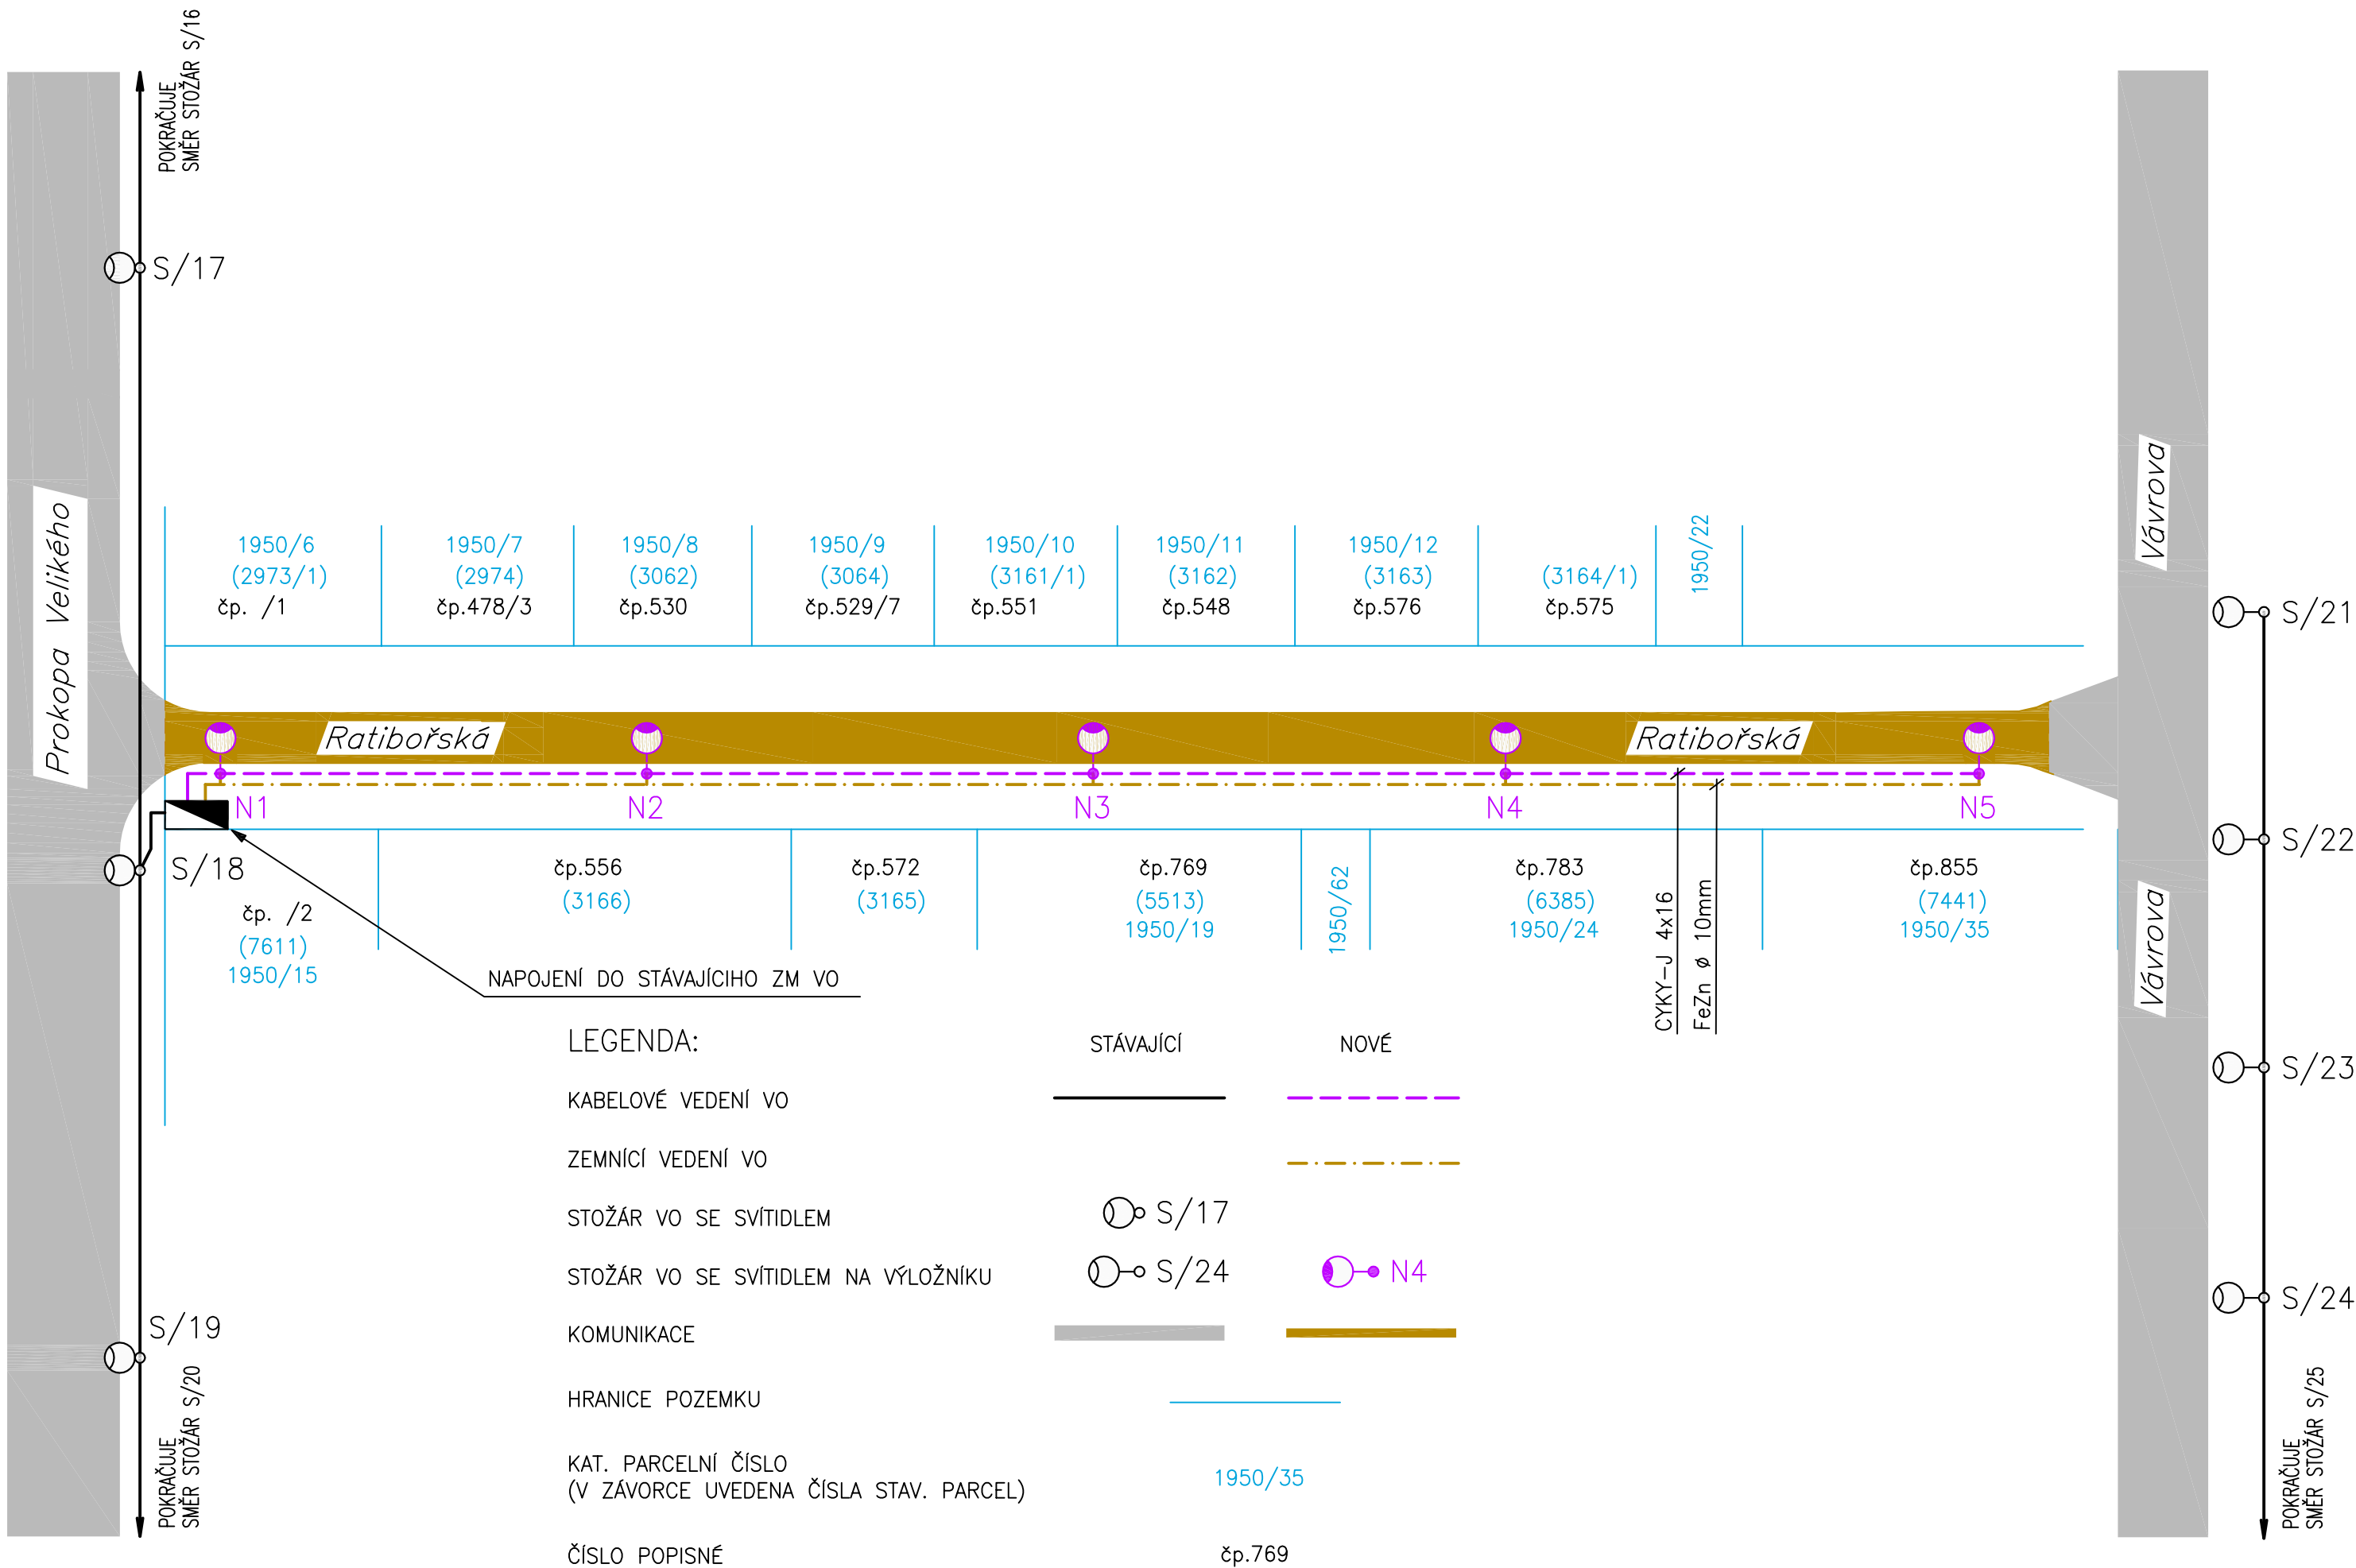 POKRAČUJE
SMĚR STOŽÁR S/16
S/17
Prokopa Velikého
Vávrova
1950/6
(2973/1)
čp. /1
1950/7
(2974)
čp.478/3
1950/8
(3062)
čp.530
1950/9
(3064)
čp.529/7
1950/10
(3161/1)
čp.551
1950/11
(3162)
čp.548
1950/12
(3163)
čp.576
(3164/1)
čp.575
1950/22
S/21
Ratibořská
Ratibořská
N1
N2
N3
N4
N5
S/22
S/18
čp. /2
(7611)
1950/15
čp.556
(3166)
čp.572
(3165)
čp.769
(5513)
1950/19
1950/62
čp.783
(6385)
1950/24
CYKY-J 4x16
FeZn ø 10mm
čp.855
(7441)
1950/35
Vávrova
NAPOJENÍ DO STÁVAJÍCIHO ZM VO
S/23
LEGENDA:
STÁVAJÍCÍ
NOVÉ
KABELOVÉ VEDENÍ VO
ZEMNÍCÍ VEDENÍ VO
STOŽÁR VO SE SVÍTIDLEM
S/17
STOŽÁR VO SE SVÍTIDLEM NA VÝLOŽNÍKU
S/24
N4
S/24
S/19
KOMUNIKACE
HRANICE POZEMKU
POKRAČUJE
SMĚR STOŽÁR S/20
KAT. PARCELNÍ ČÍSLO
(V ZÁVORCE UVEDENA ČÍSLA STAV. PARCEL)
1950/35
POKRAČUJE
SMĚR STOŽÁR S/25
ČÍSLO POPISNÉ
čp.769